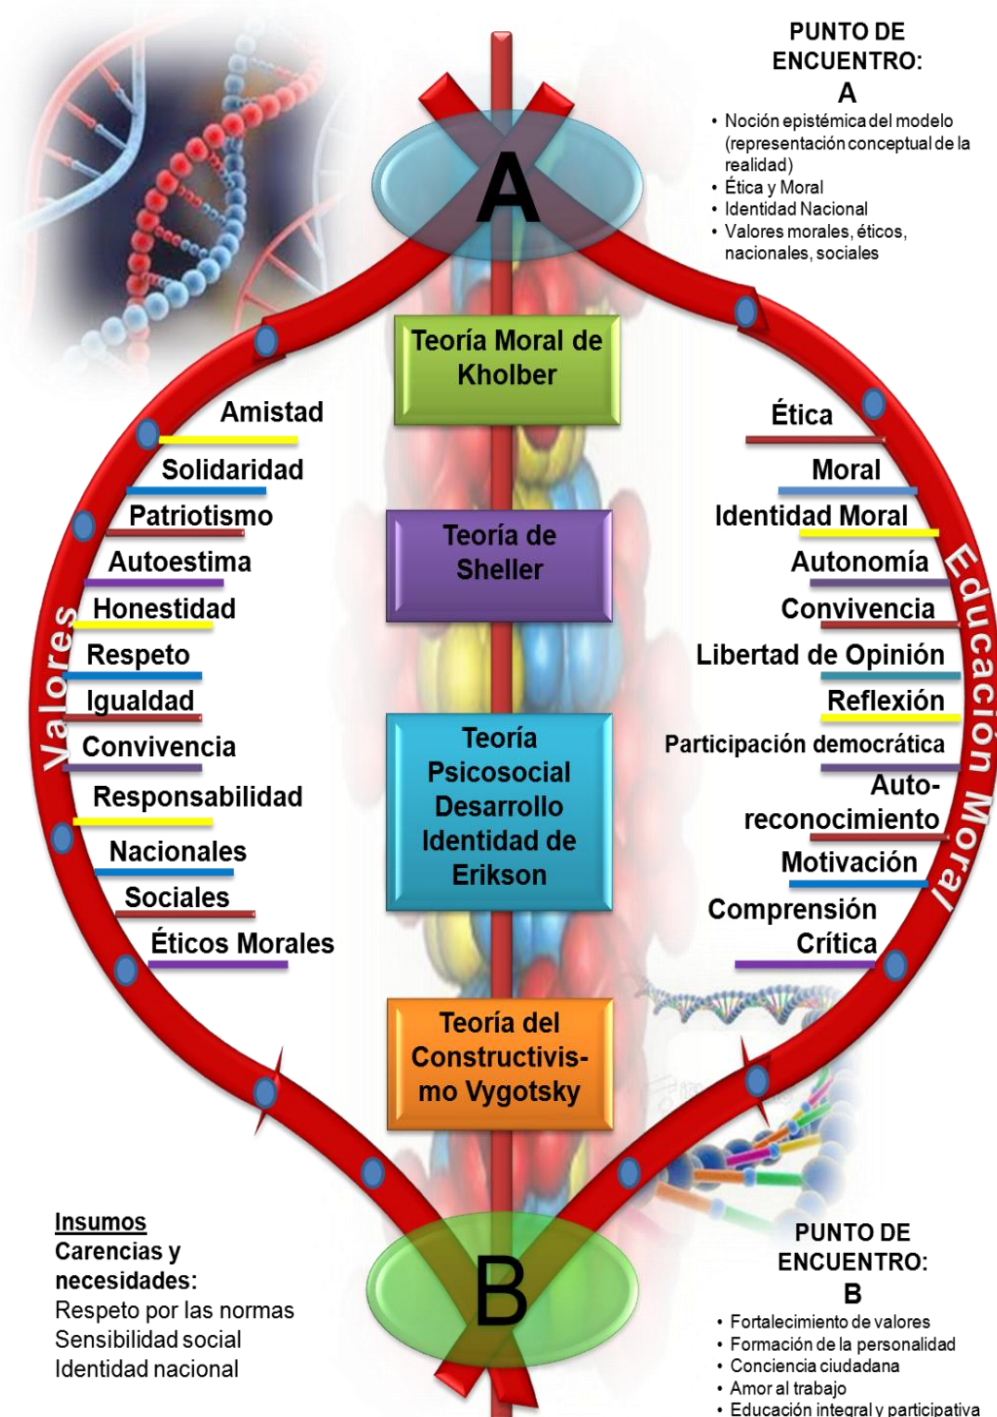 PUNTO DE
ENCUENTRO:
A
• Noción epistémica del modelo
(representación conceptual de la
realidad)
• Ética y Moral
• Identidad Nacional
• Valores morales, éticos,
nacionales, sociales
A
Valores
Amistad
Solidaridad
Patriotismo
Autoestima
Honestidad
Respeto
Igualdad
Convivencia
Responsabilidad
Nacionales
Sociales
Éticos Morales
Teoría Moral de
Kholber
Teoría de
Sheller
Teoría
Psicosocial
Desarrollo
Identidad de
Erikson
Teoría del
Constructivis-
mo Vygotsky
Ética
Moral
Identidad Moral
Autonomía
Convivencia
Libertad de Opinión
Reflexión
Participación democrática
Auto-
reconocimiento
Motivación
Comprensión
Crítica
Educación Moral
Insumos
Carencias y
necesidades:
Respeto por las normas
Sensibilidad social
Identidad nacional
B
PUNTO DE
ENCUENTRO:
B
• Fortalecimiento de valores
• Formación de la personalidad
• Conciencia ciudadana
• Amor al trabajo
• Educación integral y participativa